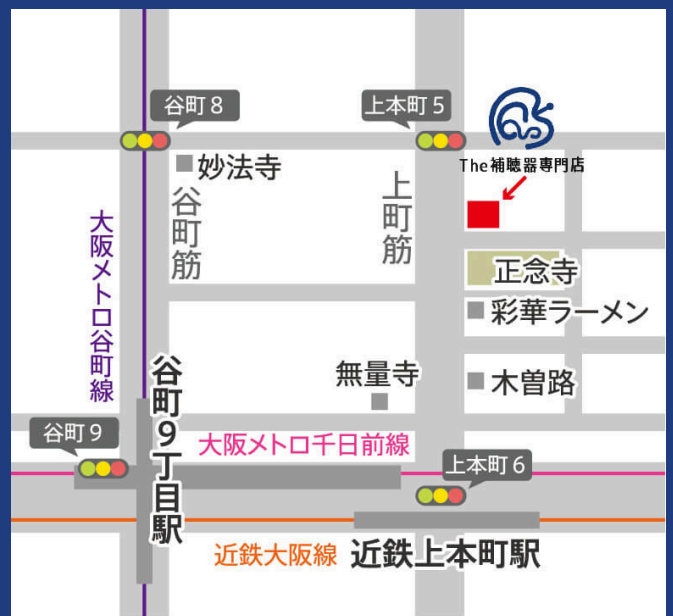 谷町8
上本町5
The補聴器専門店
妙法寺
谷町筋
上町筋
大阪メトロ谷町線
正念寺
彩華ラーメン
無量寺
木曽路
谷町9丁目駅
谷町9
大阪メトロ千日前線
上本町6
近鉄大阪線
近鉄上本町駅